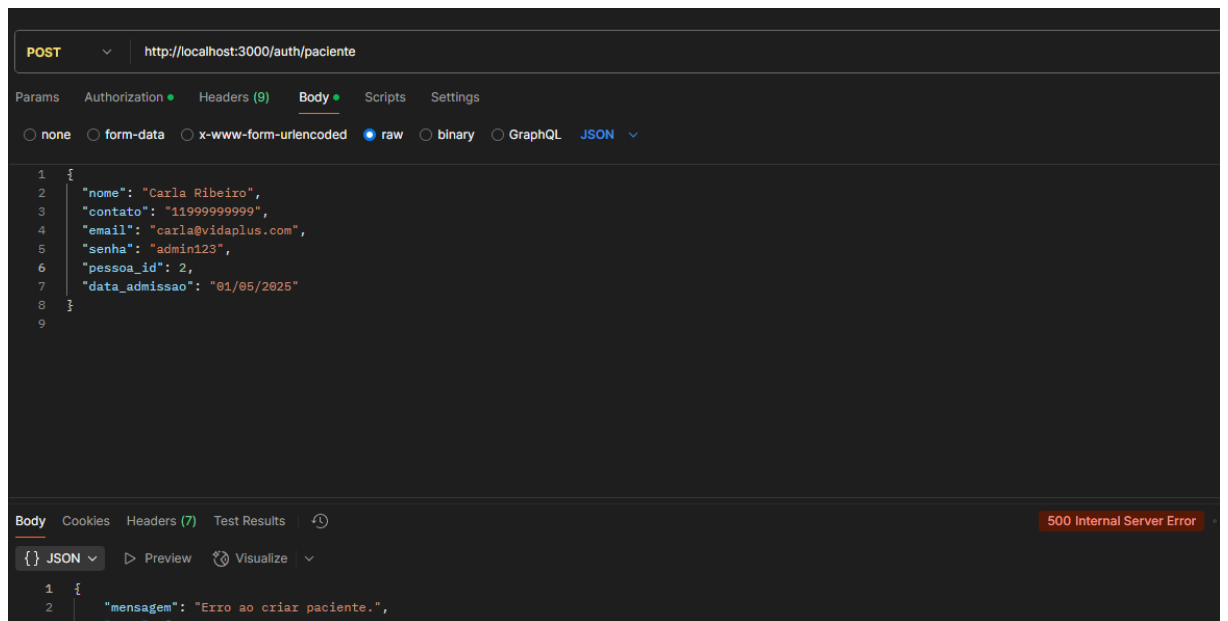 POST http://localhost:3000/auth/paciente
Params Authorization Headers (9) Body Scripts Settings
none form-data x-www-form-urlencoded raw binary GraphQL JSON
1 {
2 "nome": "Carla Ribeiro",
3 "contato": "11999999999",
4 "email": "carla@vidaplus.com",
5 "senha": "admin123",
6 "pessoa_id": 2,
7 "data_admissao": "01/05/2025"
8 }
9
Body Cookies Headers (7) Test Results 500 Internal Server Error
{ } JSON Preview Visualize
1 {
2 "mensagem": "Erro ao criar paciente.",